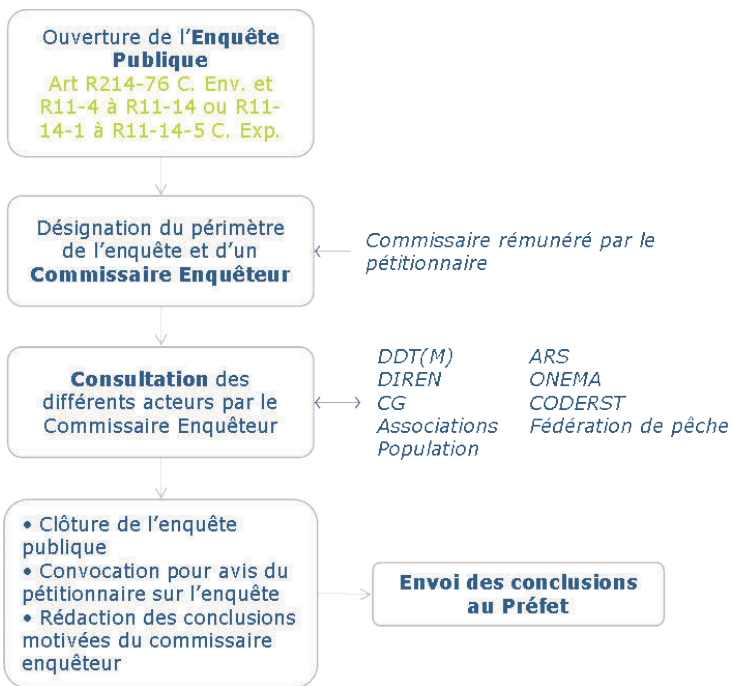 Ouverture de l'Enquête
Publique
Art R214-76 C. Env. et
R11-4 à R11-14 ou R11-
14-1 à R11-14-5 C. Exp.
Désignation du périmètre
de l'enquête et d'un
Commissaire Enquêteur
Commissaire rémunéré par le
pétitionnaire
Consultation des
différents acteurs par le
Commissaire Enquêteur
DDT(M) ARS
DIREN ONEMA
CG CODERST
Associations Fédération de pêche
Population
• Clôture de l'enquête
publique
• Convocation pour avis du
pétitionnaire sur l'enquête
• Rédaction des conclusions
motivées du commissaire
enquêteur
Envoi des conclusions
au Préfet